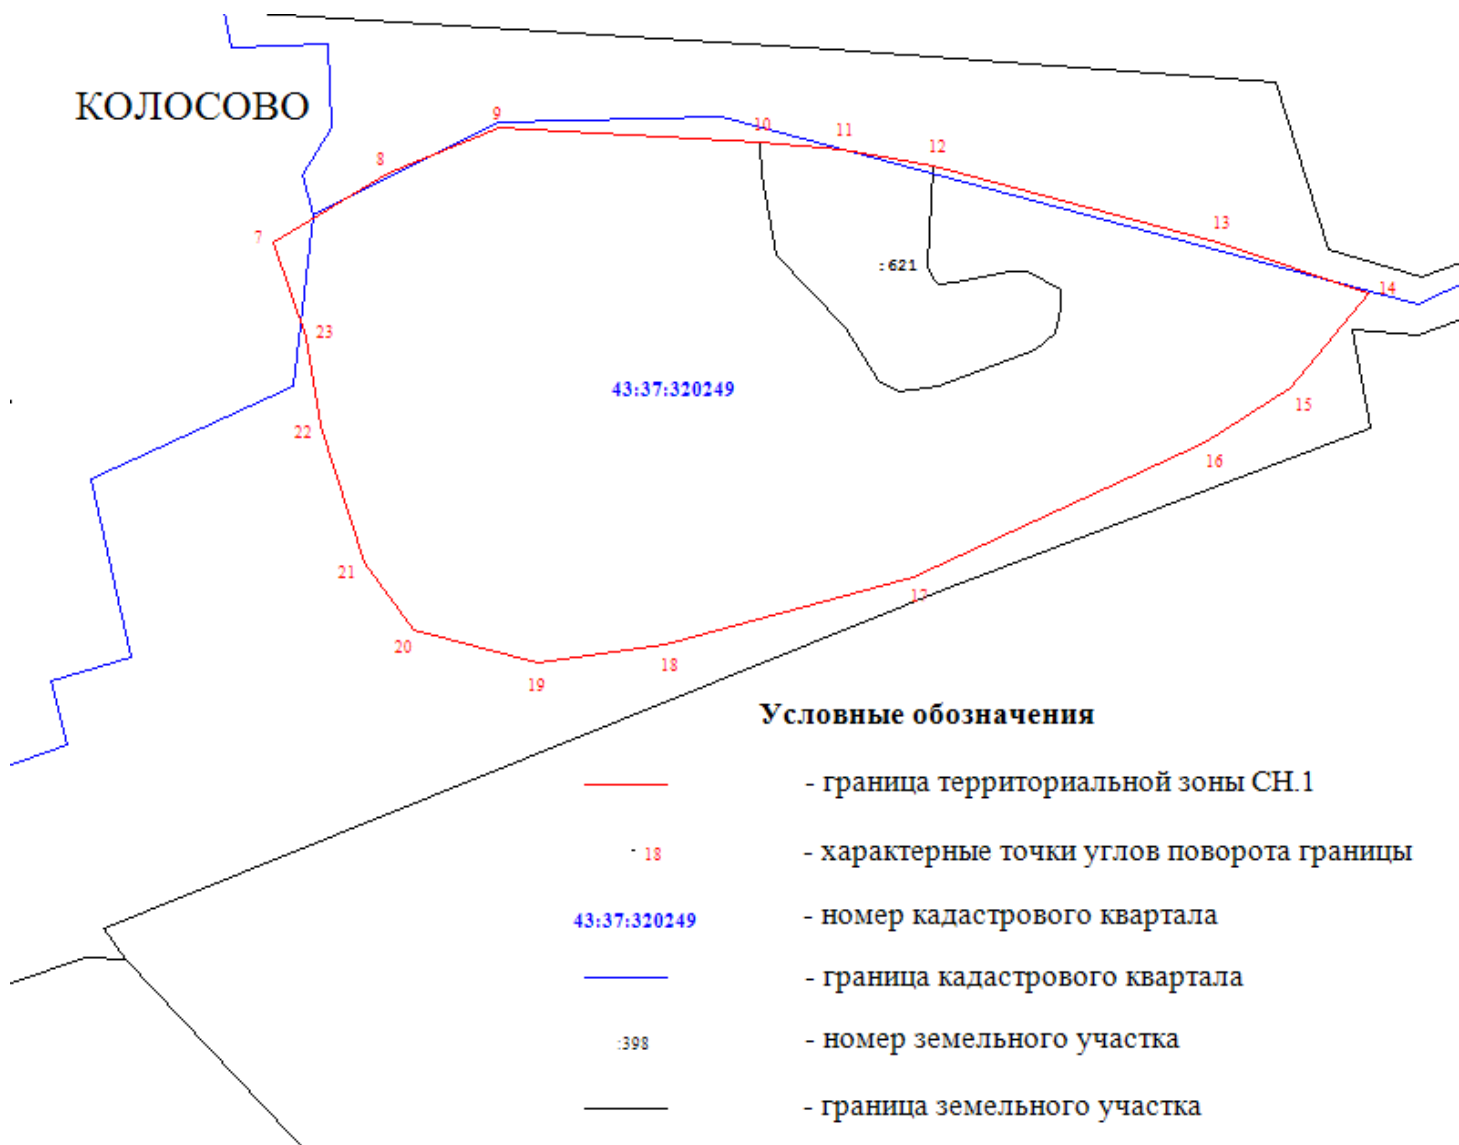 КОЛОСОВО
9
10
11
12
8
7
13
:621
14
23
43:37:320249
15
22
16
21
17
20
18
19
Условные обозначения
- граница территориальной зоны СН.1
18 - характерные точки углов поворота границы
43:37:320249 - номер кадастрового квартала
- граница кадастрового квартала
:398 - номер земельного участка
- граница земельного участка